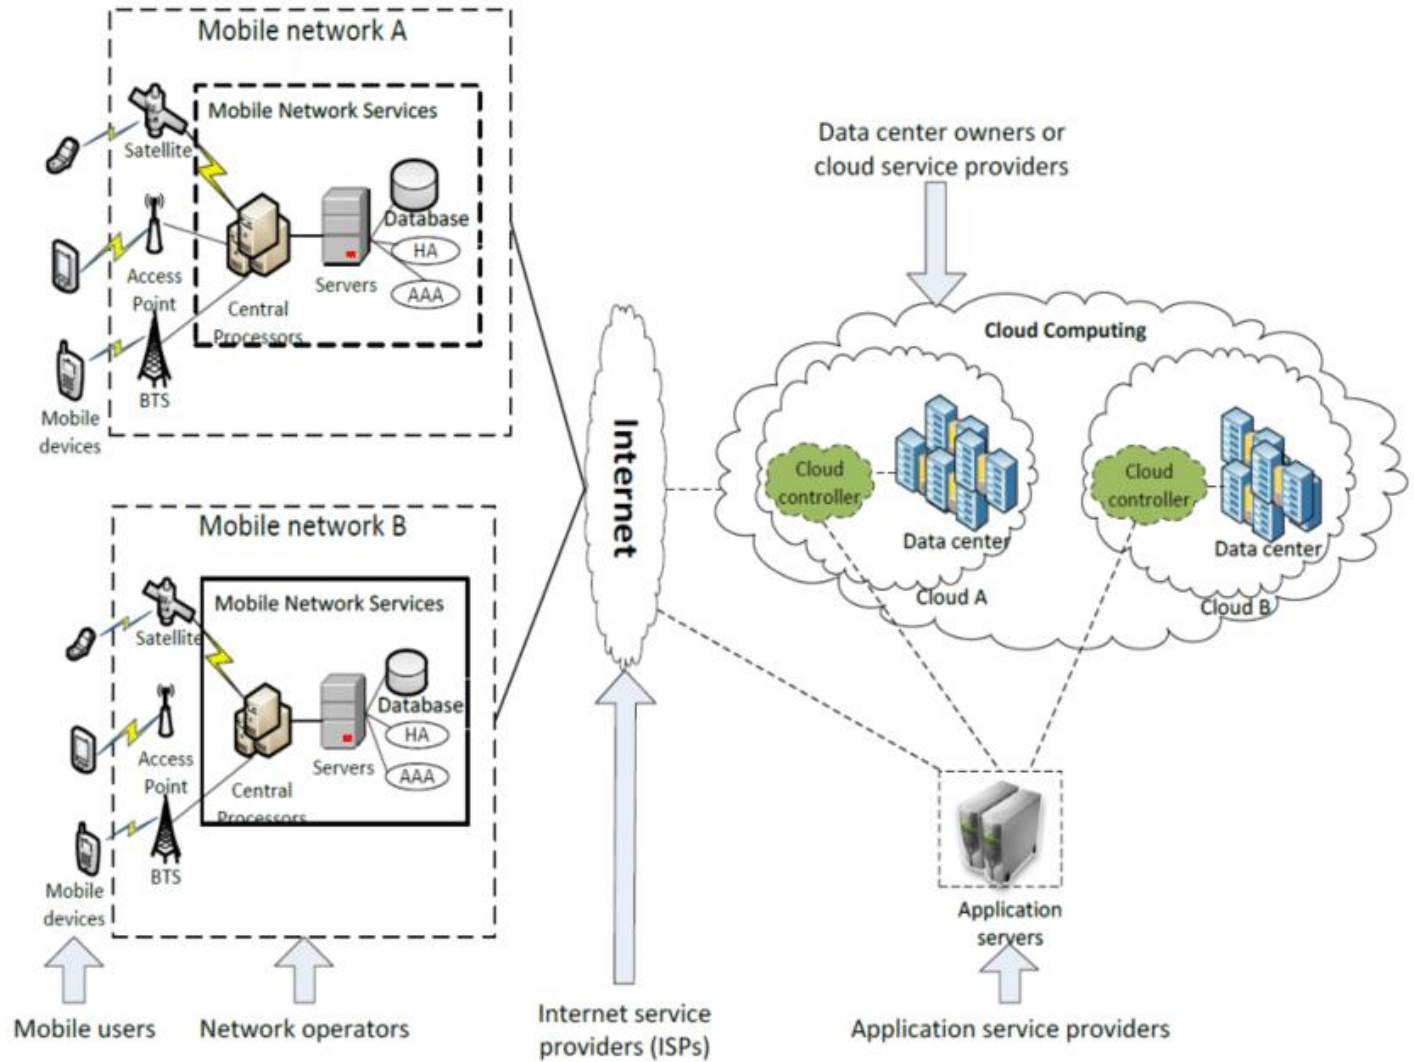 Mobile network A
Mobile Network Services
Satellite
Database
HA
AAA
Servers
Access
Point
Central
Processors
BTS
Mobile
devices
Mobile network B
Mobile Network Services
Satellite
Database
HA
AAA
Servers
Access
Point
Central
Processors
BTS
Mobile
devices
Mobile users
Network operators
Internet
Internet service
providers (ISPs)
Data center owners or
cloud service providers
Cloud Computing
Cloud
controller
Data center
Cloud A
Cloud
controller
Data center
Cloud B
Application
servers
Application service providers